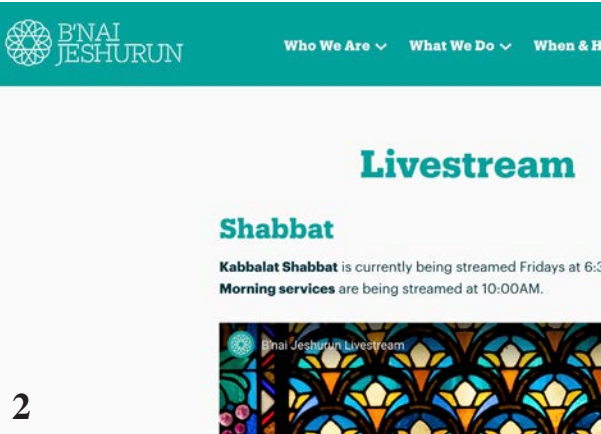 B'NAI
JESHURUN
Who We Are What We Do When &
Livestream
Shabbat
Kabbalat Shabbat is currently being streamed Fridays at
Morning services are being streamed at 10:00AM.
B'nai Jeshurun Livestream
2